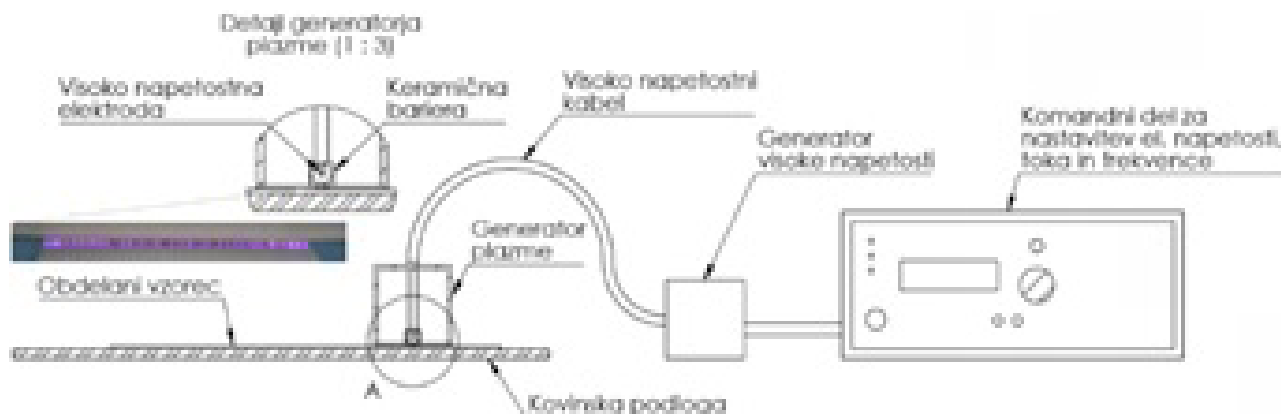 Detajl generatorja
plazme (1 : 3)
Visoko napetostna
elektroda
Keramična
bariera
Visoko napetostni
kabel
Generator
visoke napetosti
Komandni del za
nastavitev el. napetosti,
toka in frekvence
Generator
plazme
Obdelani vzorec
A
Kovinska podloga